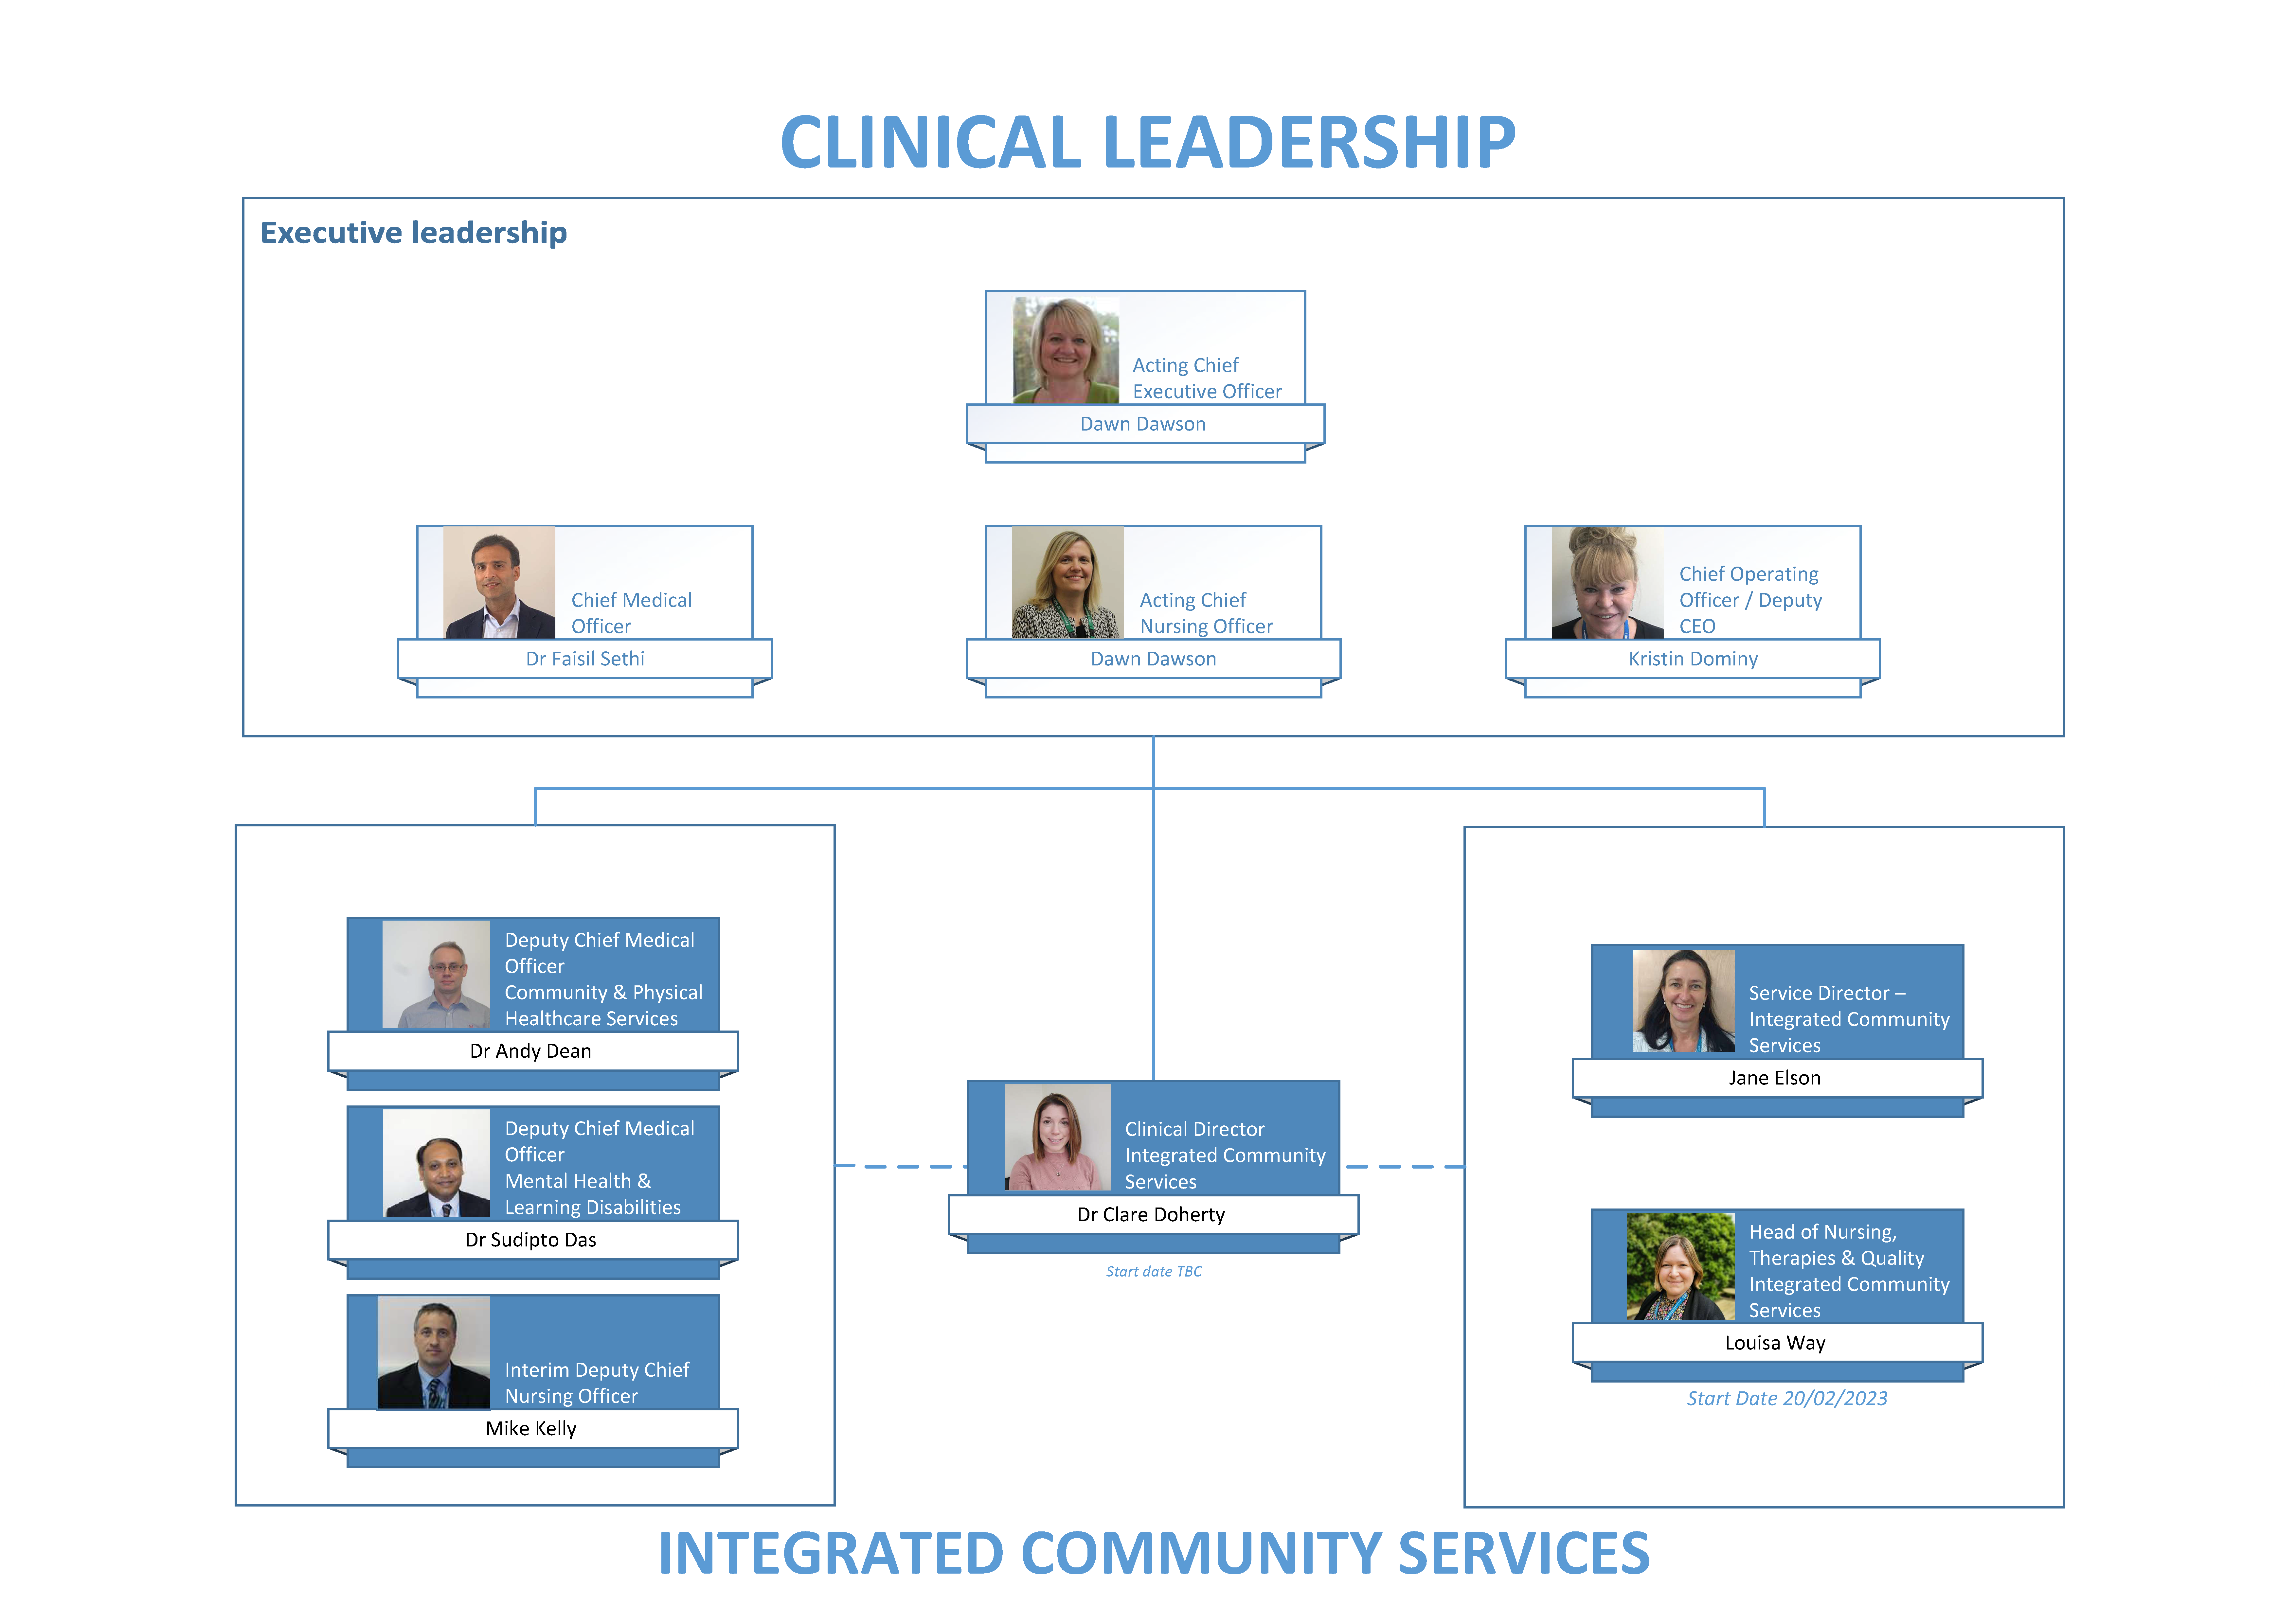 CLINICAL LEADERSHIP
Executive leadership
Acting Chief
Executive Officer
Dawn Dawson
Chief Medical
Officer
Dr Faisil Sethi
Acting Chief
Nursing Officer
Dawn Dawson
Chief Operating
Officer / Deputy
CEO
Kristin Dominy
Deputy Chief Medical
Officer
Community & Physical
Healthcare Services
Dr Andy Dean
Deputy Chief Medical
Officer
Mental Health &
Learning Disabilities
Dr Sudipto Das
Interim Deputy Chief
Nursing Officer
Mike Kelly
Clinical Director
Integrated Community
Services
Dr Clare Doherty
Start date TBC
Service Director –
Integrated Community
Services
Jane Elson
Head of Nursing,
Therapies & Quality
Integrated Community
Services
Louisa Way
Start Date 20/02/2023
INTEGRATED COMMUNITY SERVICES